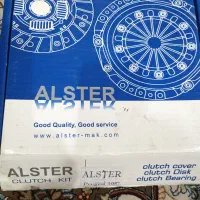 ALSTER
Good Quality, Good service
www.alster-mak.com
ALSTER
CLUTCH KIT
ALSTER
clutch cover
clutch Disk
clutch Bearing